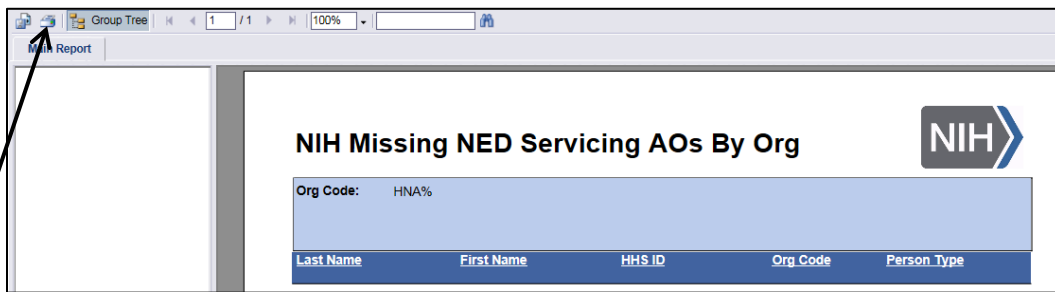 Group Tree 1 / 1 100%
Main Report
NIH Missing NED Servicing AOs By Org
NIH
Org Code: HNA%
Last Name First Name HHS ID Org Code Person Type